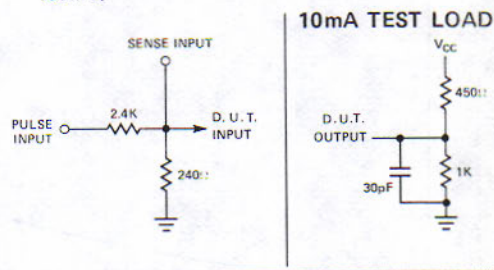 10mA TEST LOAD
SENSE INPUT
2.4K
PULSE
INPUT
D. U. T.
INPUT
240Ω
VCC
450Ω
D. U. T.
OUTPUT
30pF
1K